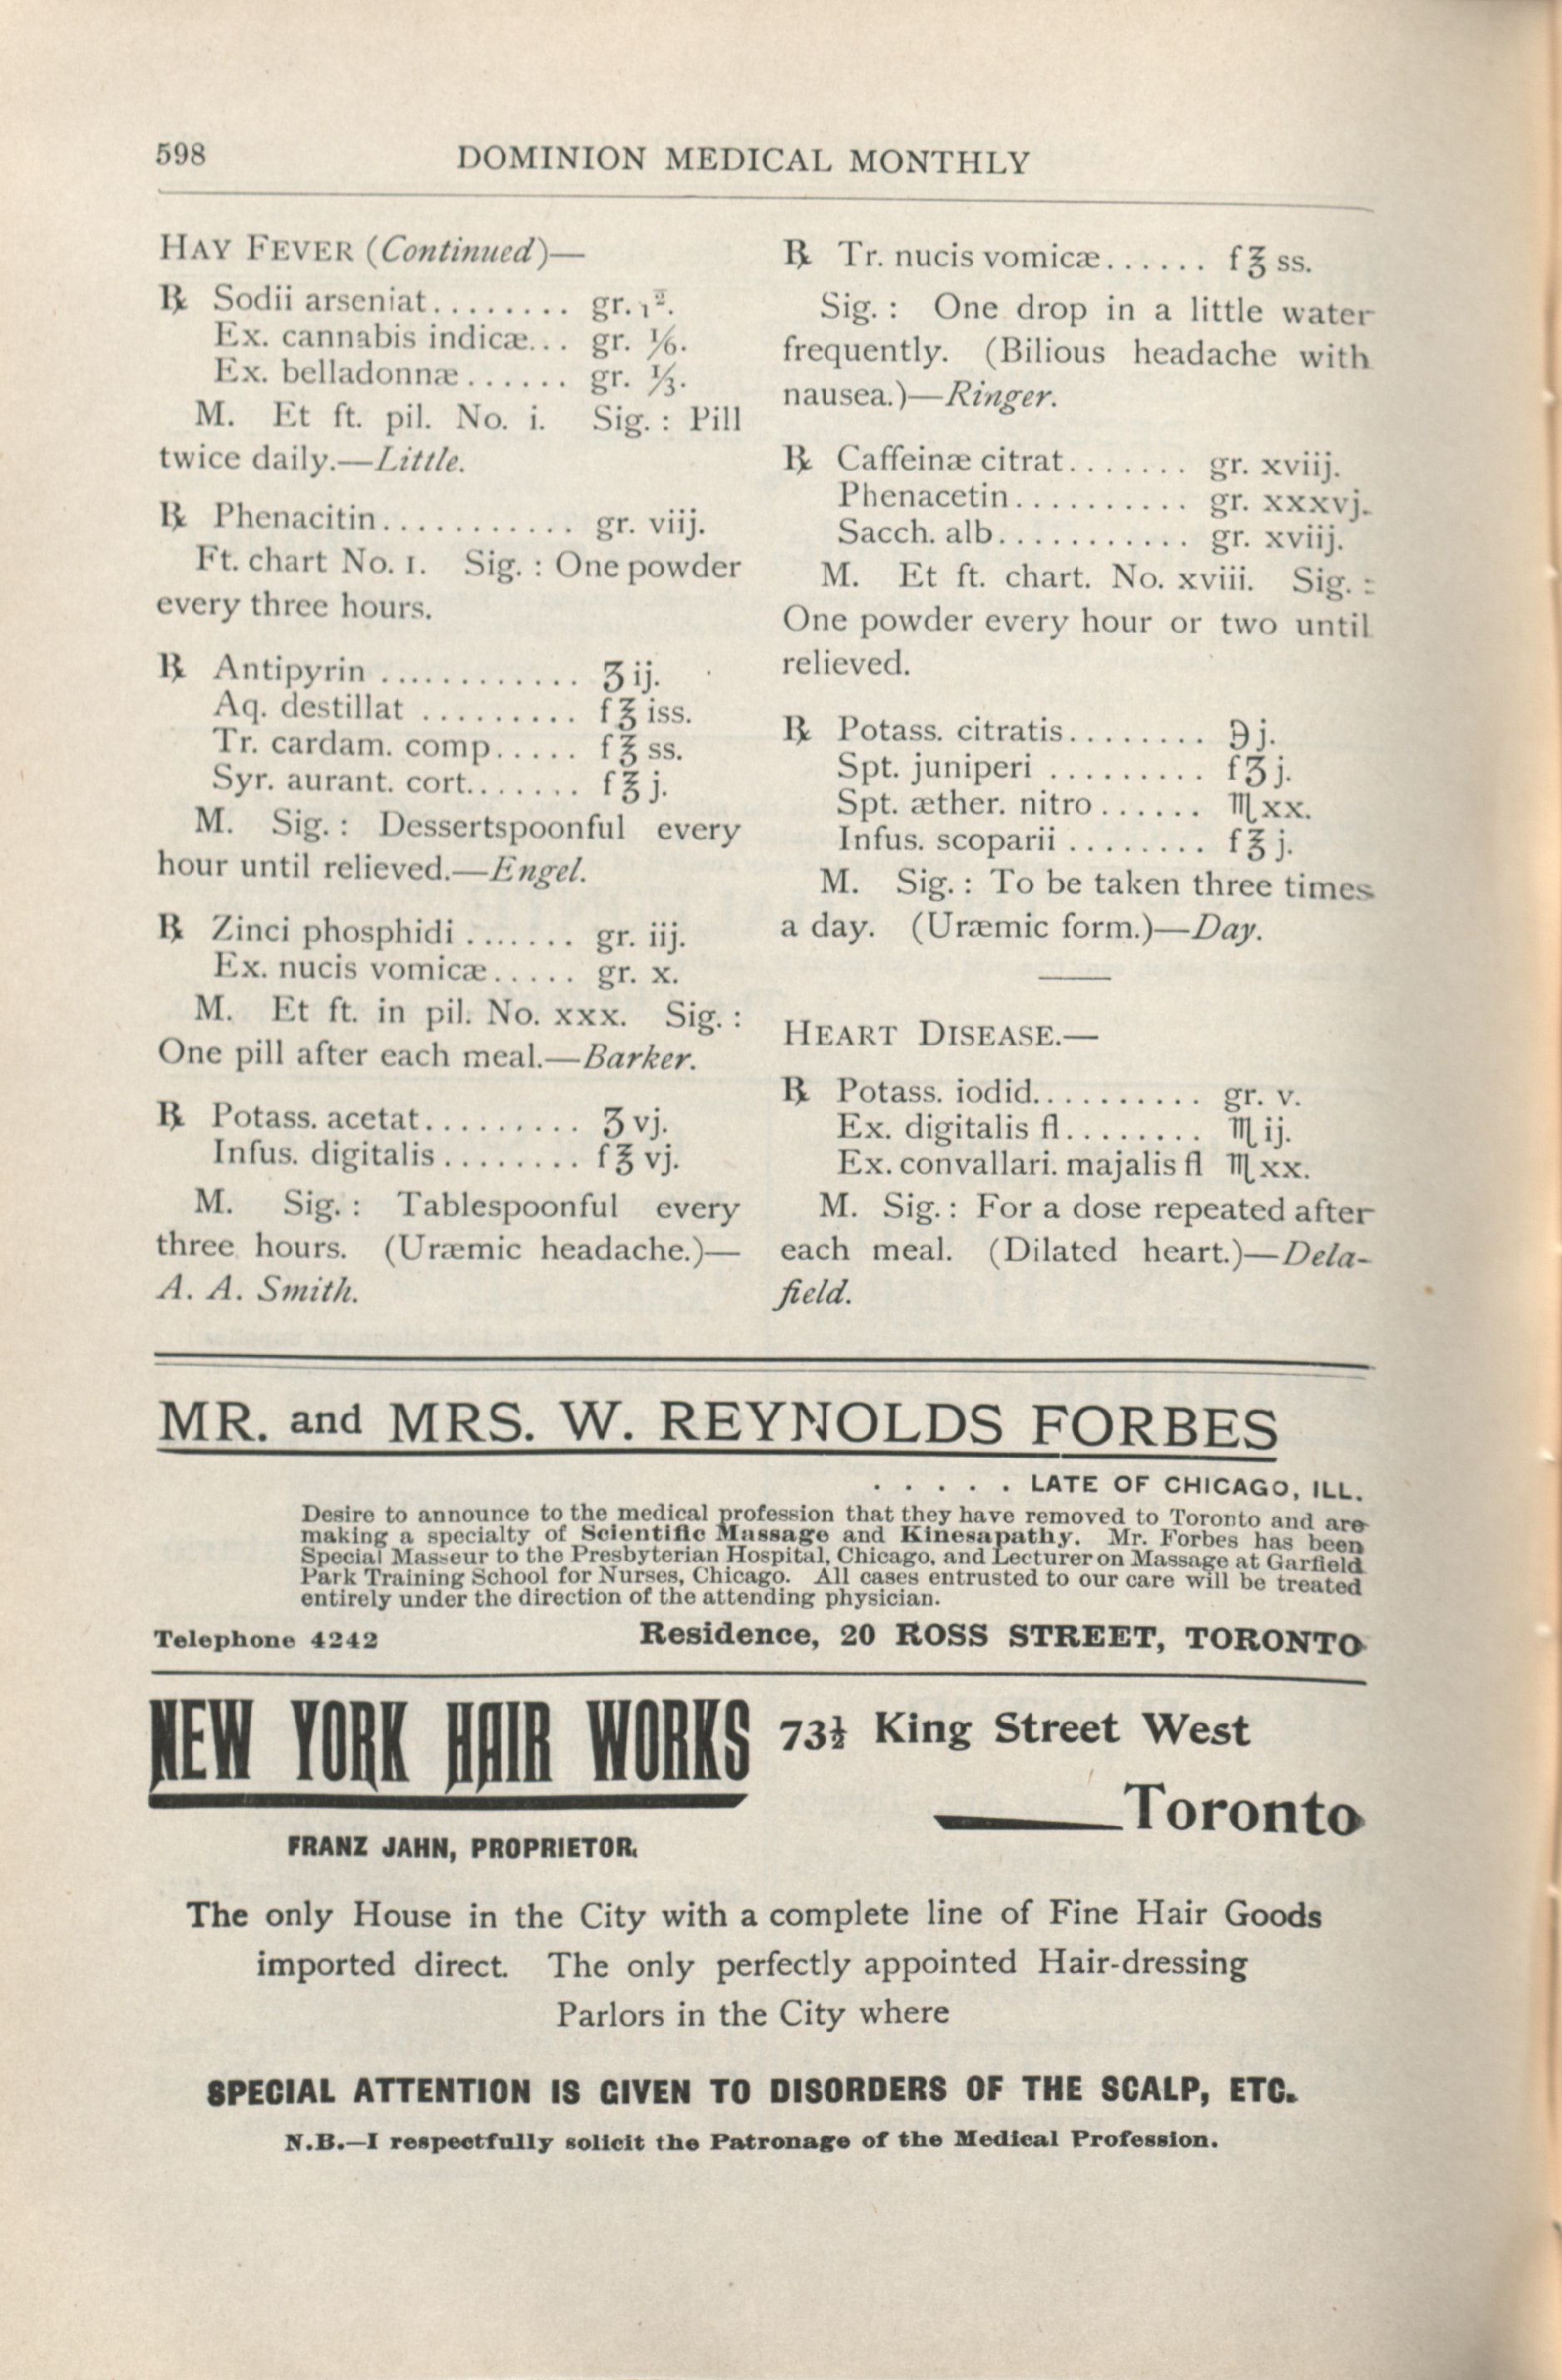 598
DOMINION MEDICAL MONTHLY
HAY FEVER (Continued)—
℞ Sodii arseniat........ gr.
Ex. cannabis indicæ... gr. ⅙.
Ex. belladonnæ...... gr. ⅓.
M. Et ft. pil. No. i. Sig.: Pill
twice daily.—Little.
℞ Phenacitin........... gr. viij.
Ft. chart No. 1. Sig.: One powder
every three hours.
℞ Antipyrin ............ ʒij.
Aq. destillat ......... f℥iss.
Tr. cardam. comp..... f℥ss.
Syr. aurant. cort....... f℥j.
M. Sig.: Dessertspoonful every
hour until relieved.—Engel.
℞ Zinci phosphidi ....... gr. iij.
Ex. nucis vomicæ..... gr. x.
M. Et ft. in pil. No. xxx. Sig.:
One pill after each meal.—Barker.
℞ Potass. acetat......... ʒvj.
Infus. digitalis........ f℥vj.
M. Sig.: Tablespoonful every
three hours. (Uræmic headache.)—
A. A. Smith.
℞ Tr. nucis vomicæ...... f℥ss.
Sig.: One drop in a little water
frequently. (Bilious headache with
nausea.)—Ringer.
℞ Caffeinæ citrat....... gr. xviij.
Phenacetin.......... gr. xxxvj.
Sacch. alb........... gr. xviij.
M. Et ft. chart. No. xviii. Sig.:
One powder every hour or two until
relieved.
℞ Potass. citratis........ ℈j.
Spt. juniperi ......... fʒj.
Spt. æther. nitro ...... ♏xx.
Infus. scoparii ........ f℥j.
M. Sig.: To be taken three times
a day. (Uræmic form.)—Day.
HEART DISEASE.—
℞ Potass. iodid.......... gr. v.
Ex. digitalis fl........ ♏ij.
Ex. convallari. majalis fl ♏xx.
M. Sig.: For a dose repeated after
each meal. (Dilated heart.)—Dela-
field.
MR. and MRS. W. REYNOLDS FORBES
. . . . . LATE OF CHICAGO, ILL.
Desire to announce to the medical profession that they have removed to Toronto and are
making a specialty of Scientific Massage and Kinesapathy. Mr. Forbes has been
Special Masseur to the Presbyterian Hospital, Chicago, and Lecturer on Massage at Garfield
Park Training School for Nurses, Chicago. All cases entrusted to our care will be treated
entirely under the direction of the attending physician.
Telephone 4242 Residence, 20 ROSS STREET, TORONTO
NEW YORK HAIR WORKS 73½ King Street West
Toronto
FRANZ JAHN, PROPRIETOR.
The only House in the City with a complete line of Fine Hair Goods
imported direct. The only perfectly appointed Hair-dressing
Parlors in the City where
SPECIAL ATTENTION IS GIVEN TO DISORDERS OF THE SCALP, ETC.
N.B.—I respectfully solicit the Patronage of the Medical Profession.